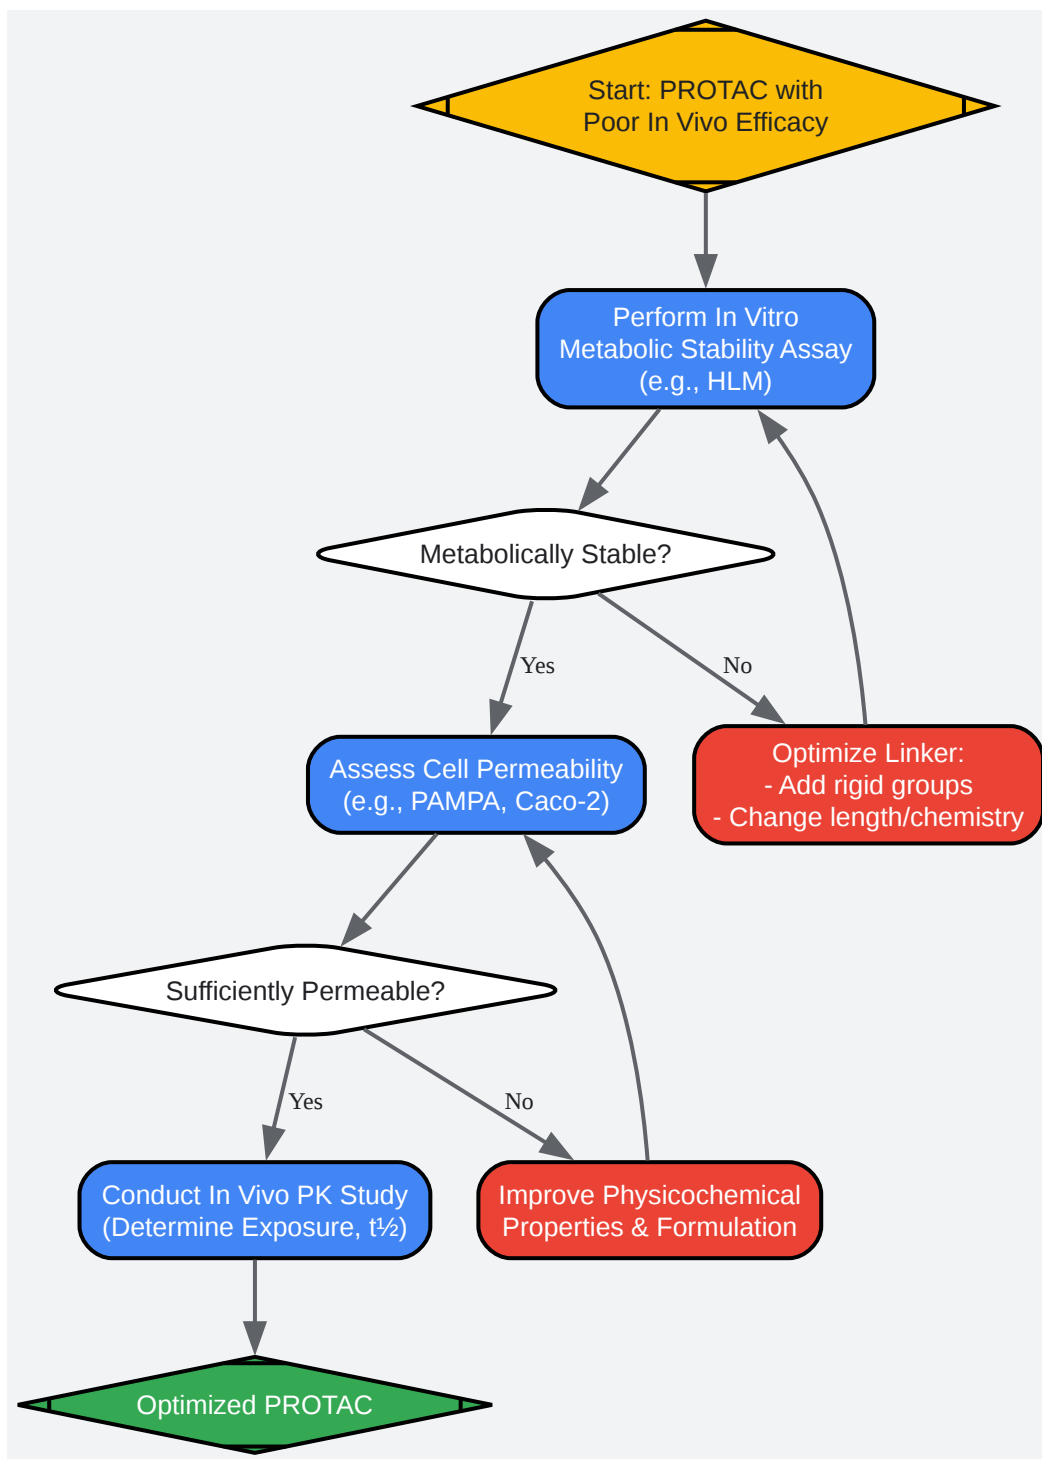 Start: PROTAC with
Poor In Vivo Efficacy
Perform In Vitro
Metabolic Stability Assay
(e.g., HLM)
Metabolically Stable?
Yes
No
Assess Cell Permeability
(e.g., PAMPA, Caco-2)
Optimize Linker:
- Add rigid groups
- Change length/chemistry
Sufficiently Permeable?
Yes
No
Conduct In Vivo PK Study
(Determine Exposure, t½)
Improve Physicochemical
Properties & Formulation
Optimized PROTAC